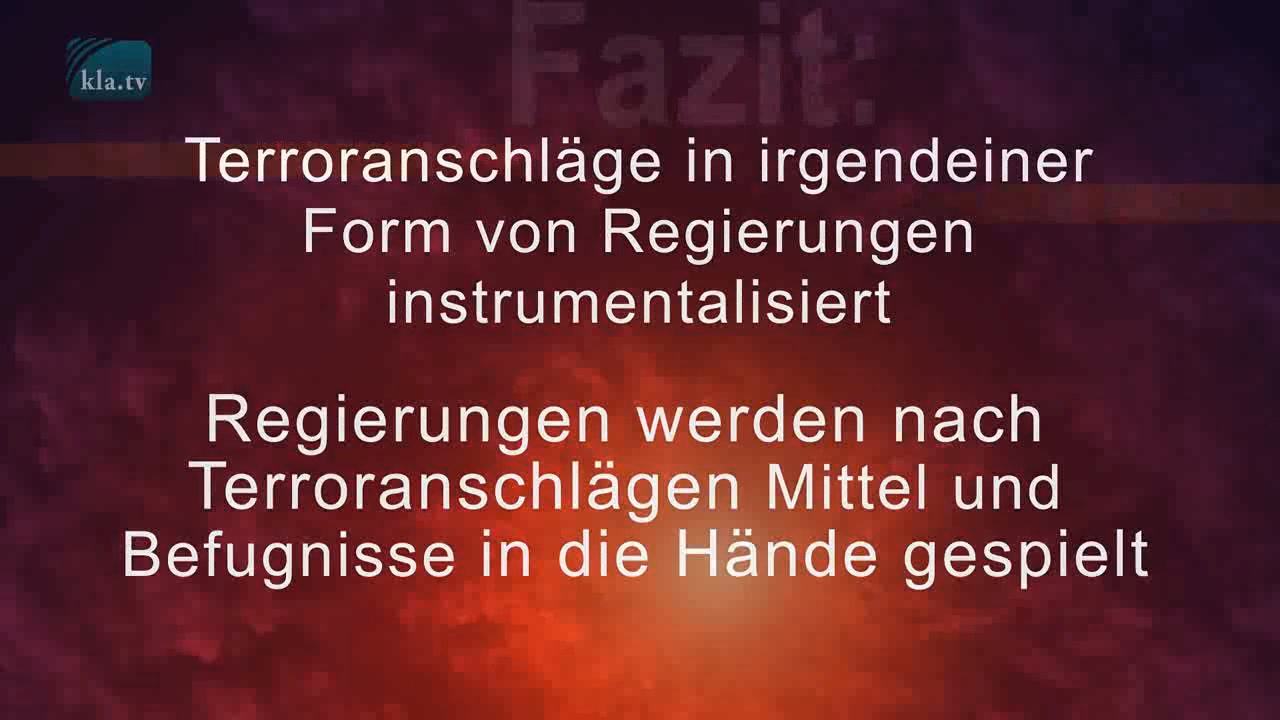 Fazit:
kla.tv
Terroranschläge in irgendeiner
Form von Regierungen
instrumentalisiert
Regierungen werden nach
Terroranschlägen Mittel und
Befugnisse in die Hände gespielt